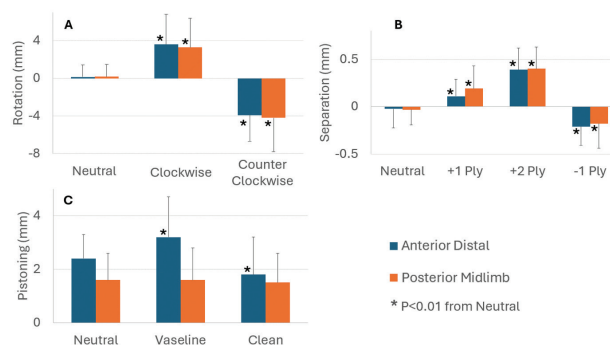 A
Rotation (mm)
4
0
-4
-8
* *
* *
Neutral
Clockwise
Counter
Clockwise
B
Separation (mm)
0.5
0
-0.5
* * * *
* *
Neutral
+1 Ply
+2 Ply
-1 Ply
C
Pistoning (mm)
4
2
0
*
*
Neutral
Vaseline
Clean
Anterior Distal
Posterior Midlimb
* P<0.01 from Neutral